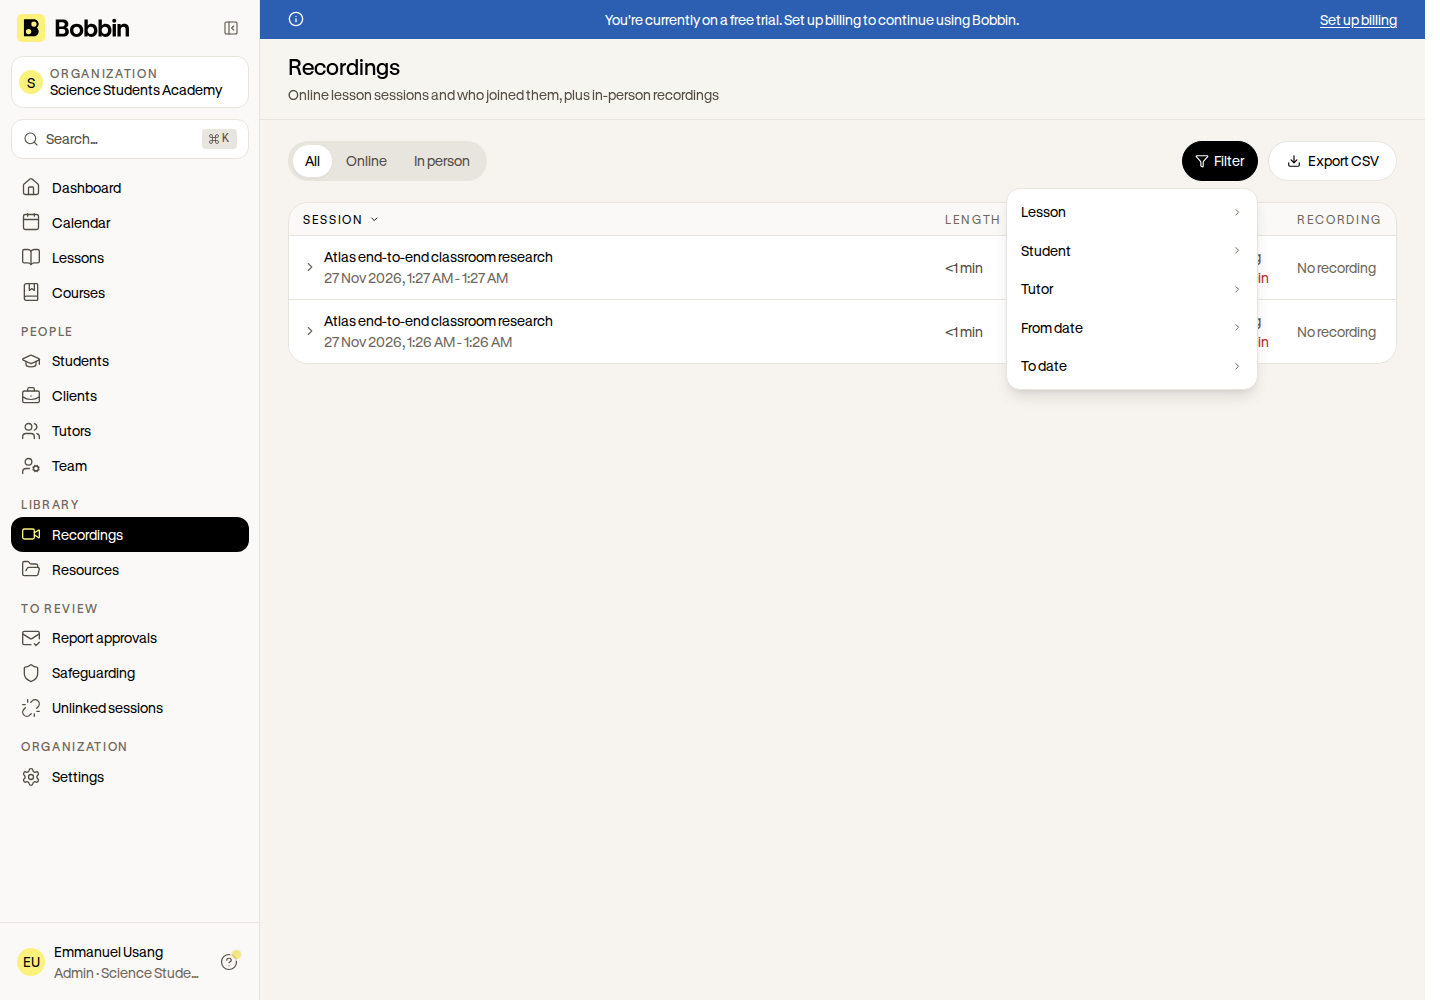 Bobbin
You're currently on a free trial. Set up billing to continue using Bobbin.
Set up billing
S
ORGANIZATION
Science Students Academy
Search...
⌘ K
Dashboard
Calendar
Lessons
Courses
PEOPLE
Students
Clients
Tutors
Team
LIBRARY
Recordings
Resources
TO REVIEW
Report approvals
Safeguarding
Unlinked sessions
ORGANIZATION
Settings
EU
Emmanuel Usang
Admin · Science Stude...
Recordings
Online lesson sessions and who joined them, plus in-person recordings
All
Online
In person
Filter
Export CSV
SESSION
LENGTH
RECORDING
Atlas end-to-end classroom research
27 Nov 2026, 1:27 AM - 1:27 AM
<1 min
No recording
Atlas end-to-end classroom research
27 Nov 2026, 1:26 AM - 1:26 AM
<1 min
No recording
Lesson
Student
Tutor
From date
To date